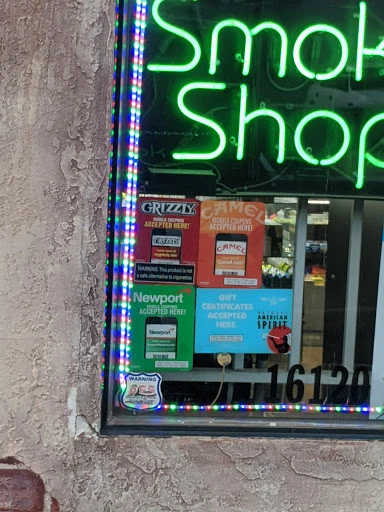 Smok
Shop
GRIZZLY
MOBILE COUPONS
ACCEPTED HERE!
GRIZZLY
WARNING: This product is not
a safe alternative to cigarettes
CAMEL
MOBILE COUPONS
ACCEPTED HERE!
CAMEL
Newport
MOBILE COUPONS
ACCEPTED HERE!
Newport
GIFT
CERTIFICATES
ACCEPTED
HERE
NATURAL
AMERICAN
SPIRIT
WARNING
16120